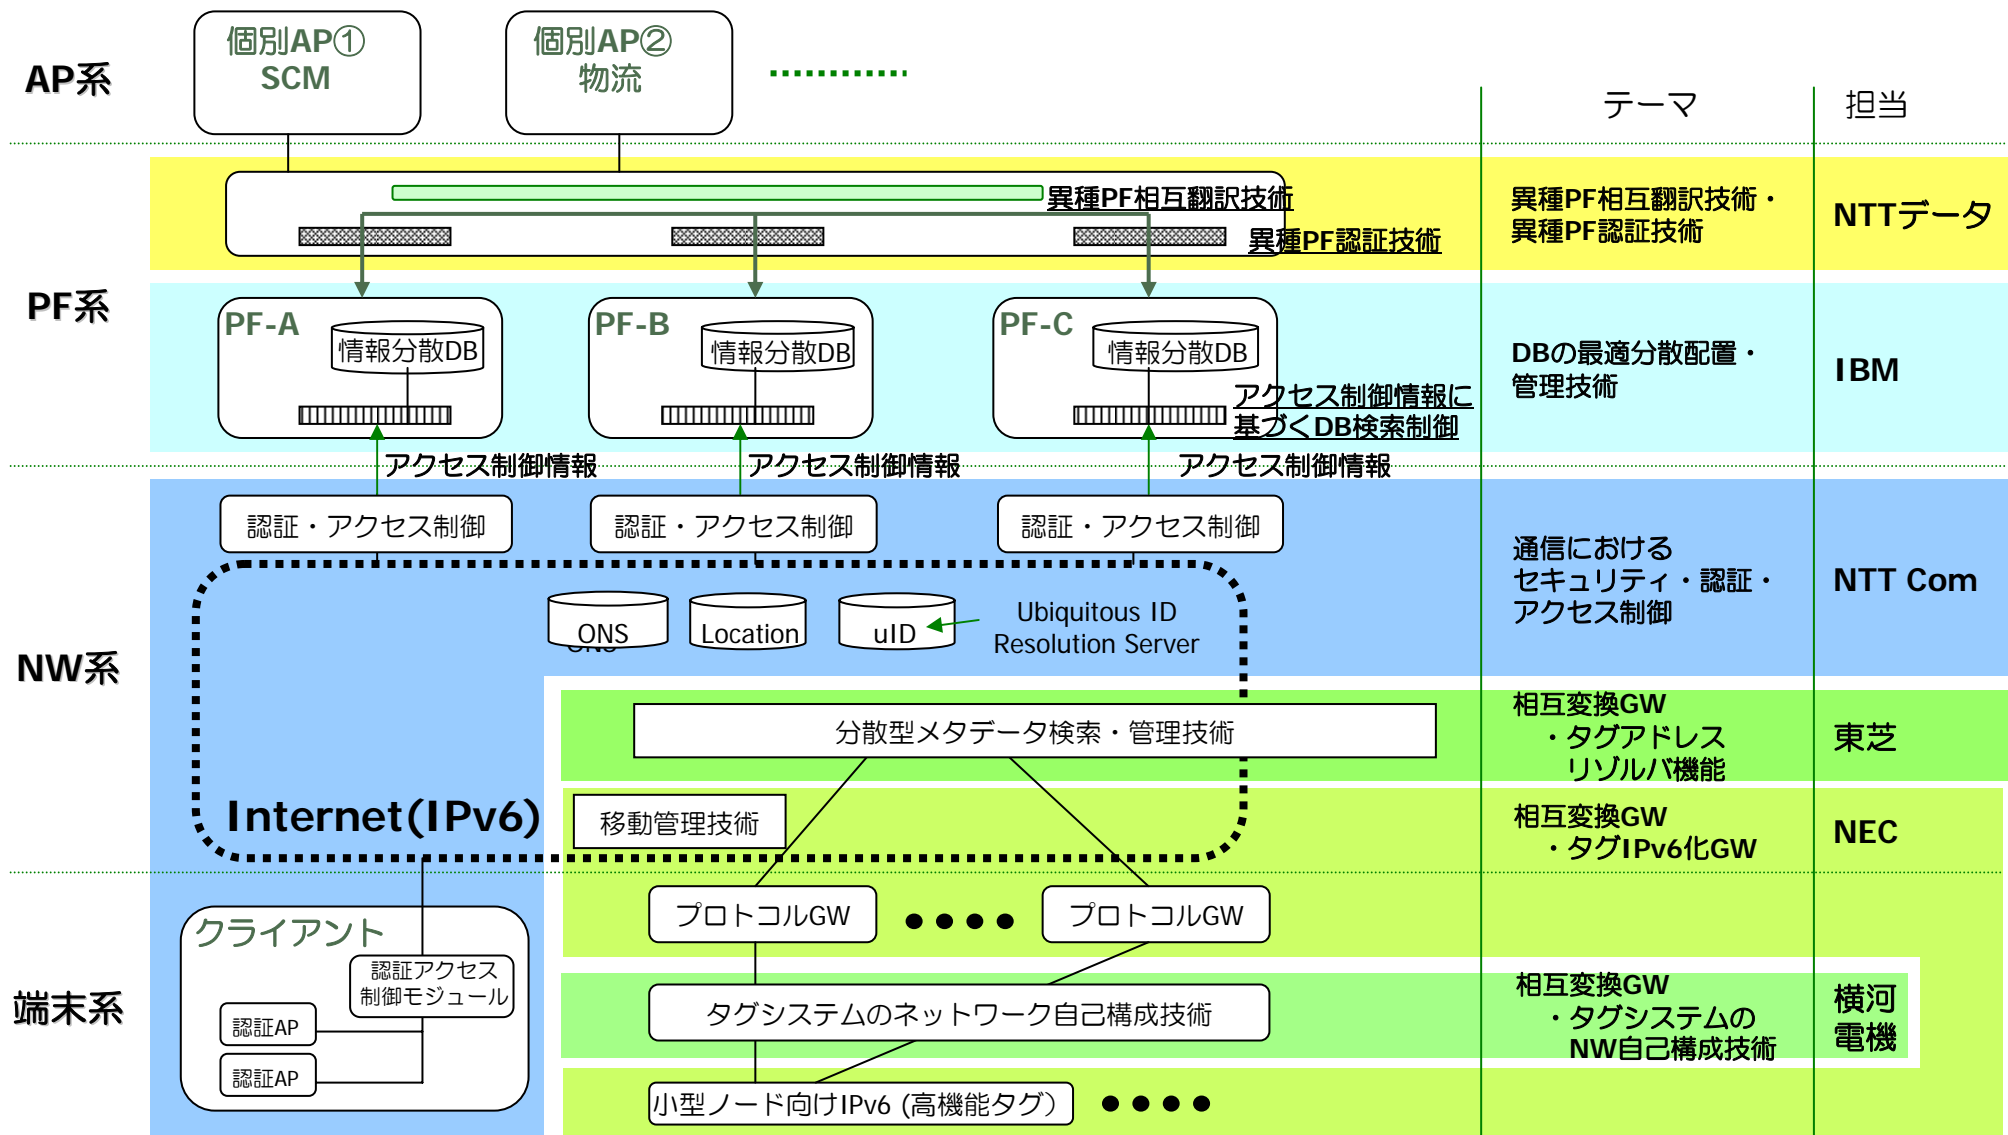 個別AP①
SCM
個別AP②
物流
AP系
テーマ
担当
異種PF相互翻訳技術
異種PF認証技術
異種PF相互翻訳技術・
異種PF認証技術
NTTデータ
PF系
PF-A
情報分散DB
PF-B
情報分散DB
PF-C
情報分散DB
アクセス制御情報に
基づくDB検索制御
DBの最適分散配置・
管理技術
IBM
アクセス制御情報
アクセス制御情報
アクセス制御情報
認証・アクセス制御
認証・アクセス制御
認証・アクセス制御
通信における
セキュリティ・認証・
アクセス制御
NTT Com
ONS
ONS
Location
uID
Ubiquitous ID
Resolution Server
NW系
分散型メタデータ検索・管理技術
相互変換GW
・タグアドレス
リゾルバ機能
東芝
Internet(IPv6)
移動管理技術
相互変換GW
・タグIPv6化GW
NEC
プロトコルGW
プロトコルGW
クライアント
認証アクセス
制御モジュール
認証AP
認証AP
端末系
タグシステムのネットワーク自己構成技術
相互変換GW
・タグシステムの
NW自己構成技術
横河
電機
小型ノード向けIPv6 (高機能タグ）